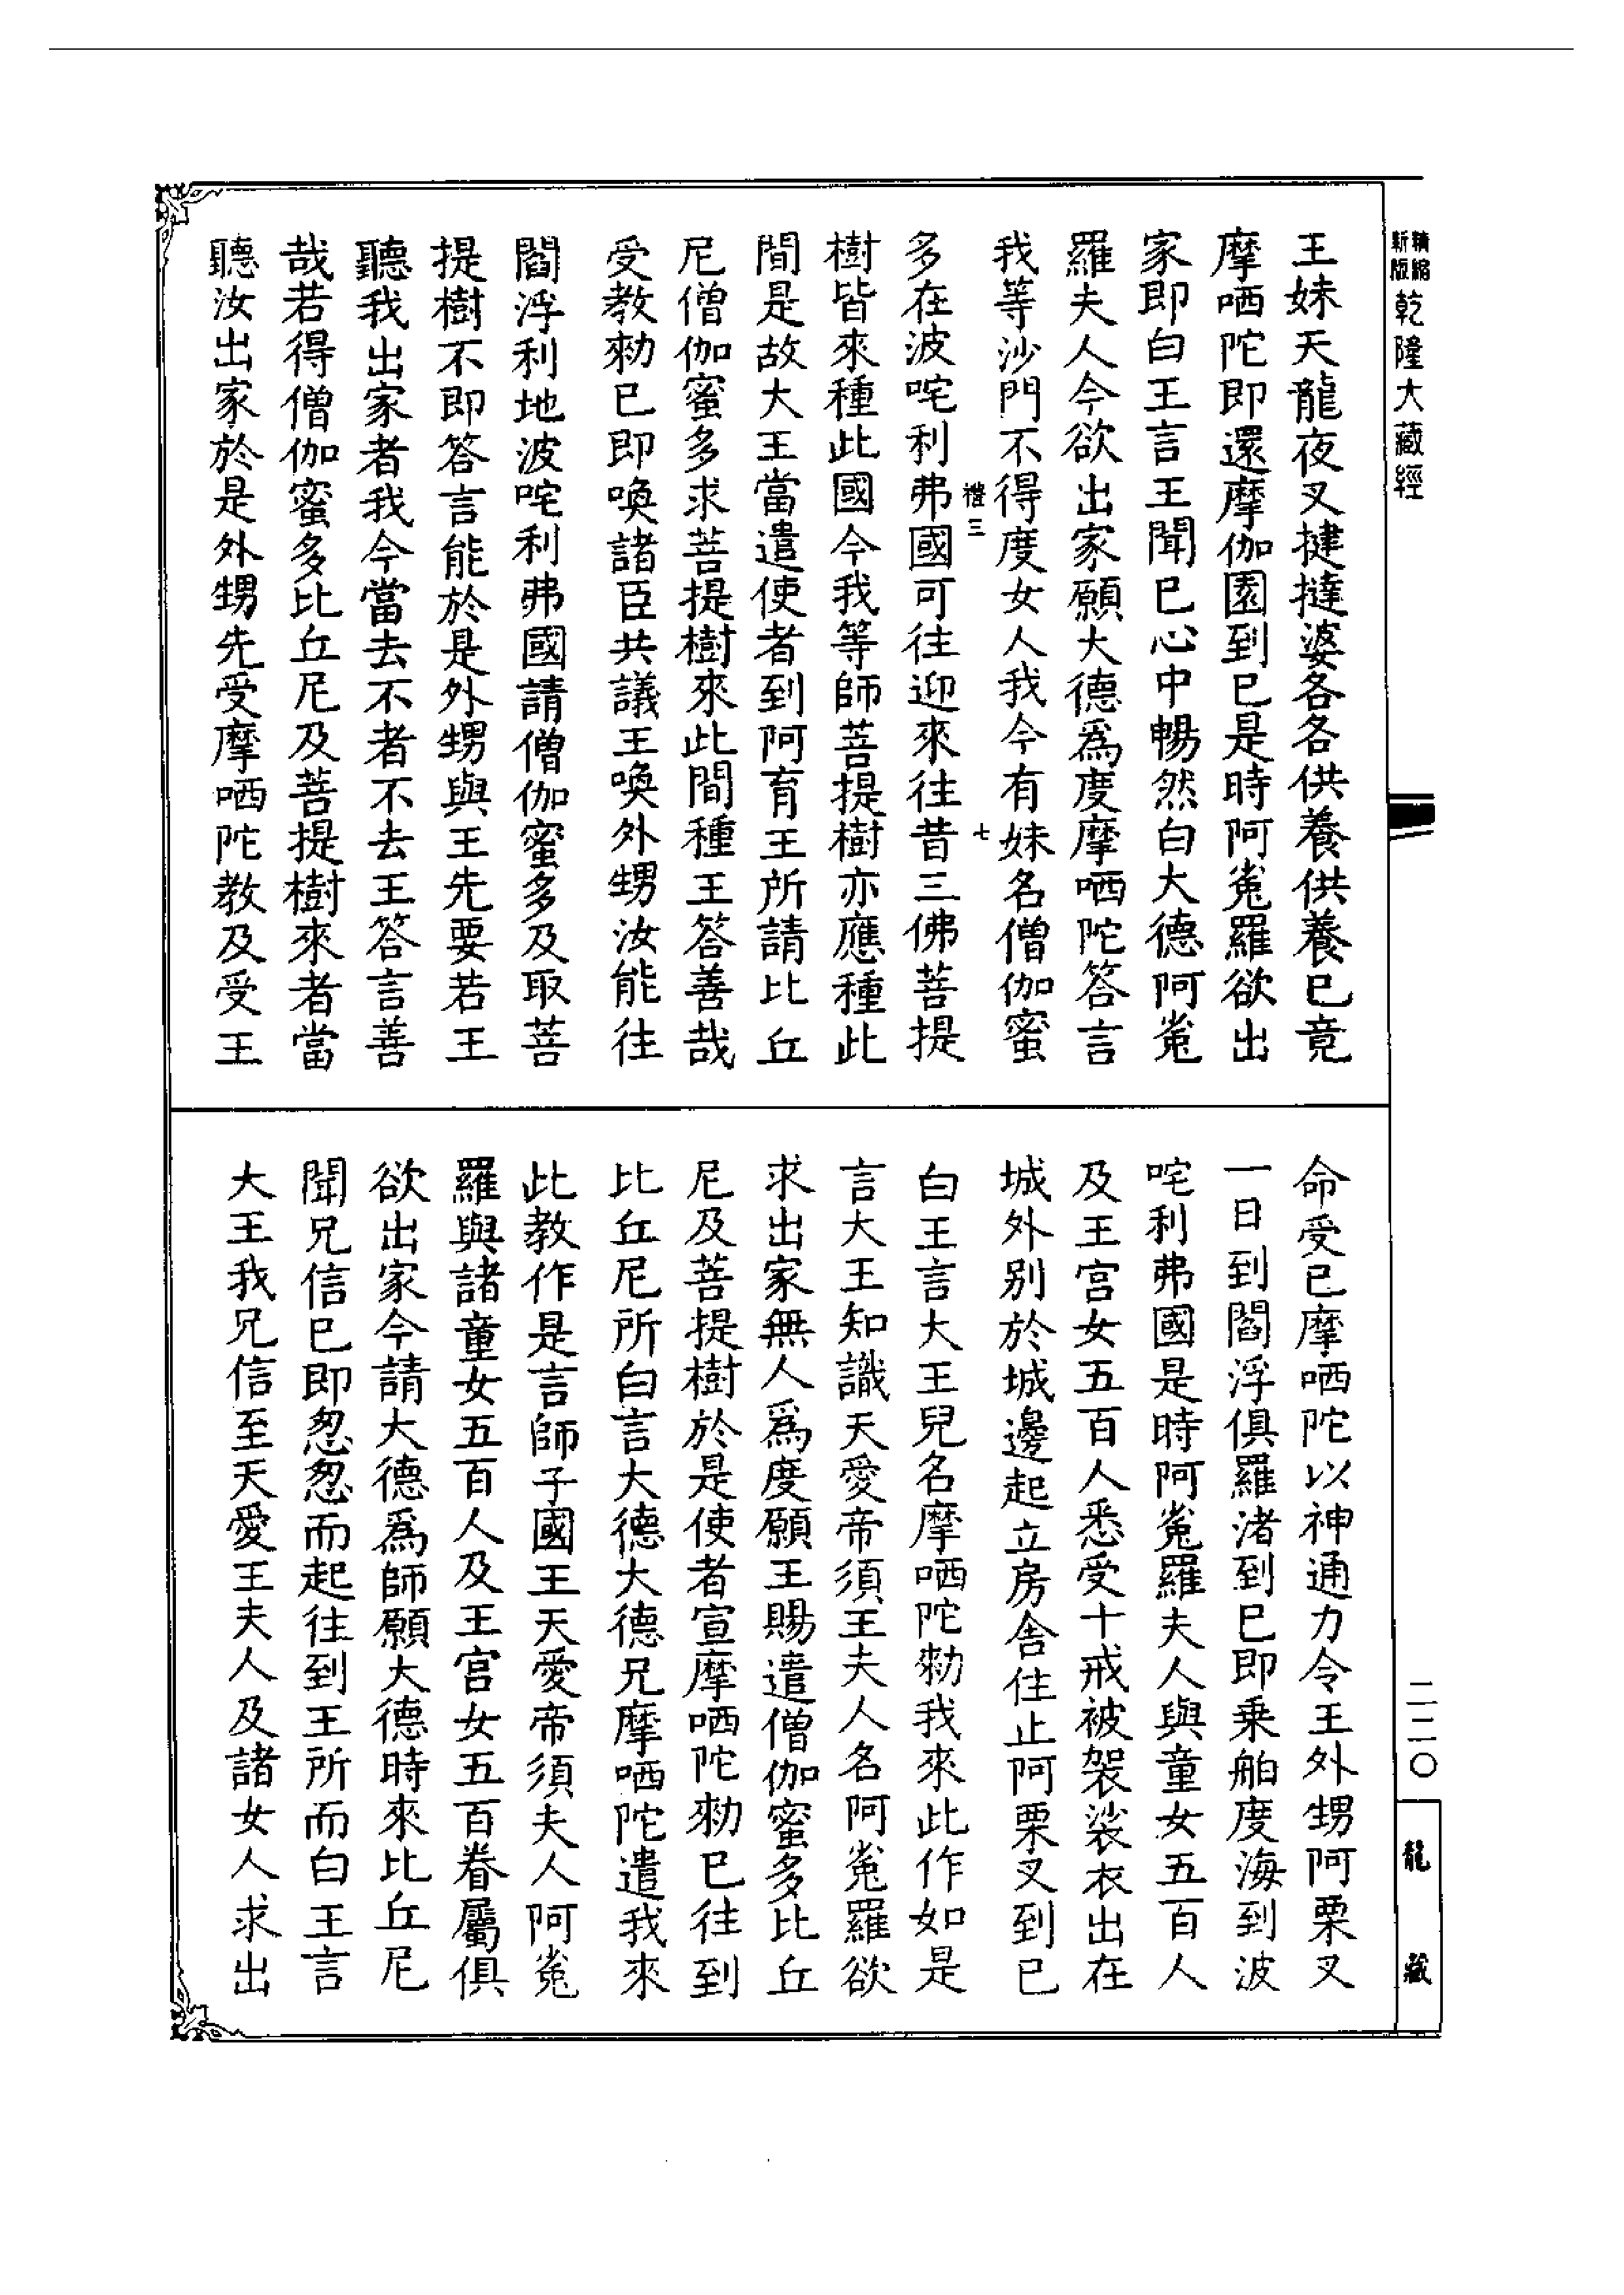 精縮新版乾隆大藏經
王妹天龍夜叉揵撻婆各各供養供養已竟
摩哂陀即還摩伽園到已是時阿㝹羅欲出
家即白王言王聞已心中暢然白大德阿㝹
羅夫人今欲出家願大德爲度摩哂陀答言
我等沙門不得度女人我今有妹名僧伽蜜
禮三 七
多在波咤利弗國可往迎來往昔三佛菩提
樹皆來種此國今我等師菩提樹亦應種此
間是故大王當遣使者到阿育王所請比丘
尼僧伽蜜多求菩提樹來此間種王答善哉
受教勑已即喚諸臣共議王喚外甥汝能往
閻浮利地波咤利弗國請僧伽蜜多及取菩
提樹不即答言能於是外甥與王先要若王
聽我出家者我今當去不者不去王答言善
哉若得僧伽蜜多比丘尼及菩提樹來者當
聽汝出家於是外甥先受摩哂陀教及受王
命受已摩哂陀以神通力令王外甥阿栗叉
一日到閻浮俱羅渚到已即乗舶度海到波
咤利弗國是時阿㝹羅夫人與童女五百人
及王宮女五百人悉受十戒被袈裟衣出在
城外别於城邊起立房舍住止阿栗叉到已
白王言大王兒名摩哂陀勑我來此作如是
言大王知識天愛帝須王夫人名阿㝹羅欲
求出家無人爲度願王賜遣僧伽蜜多比丘
尼及菩提樹於是使者宣摩哂陀勑已往到
比丘尼所白言大德大德兄摩哂陀遣我來
此教作是言師子國王天愛帝須夫人阿㝹
羅與諸童女五百人及王宮女五百眷屬俱
欲出家今請大德爲師願大德時來比丘尼
聞兄信已即怱怱而起往到王所而白王言
大王我兄信至天愛王夫人及諸女人求出
二二〇
龍藏